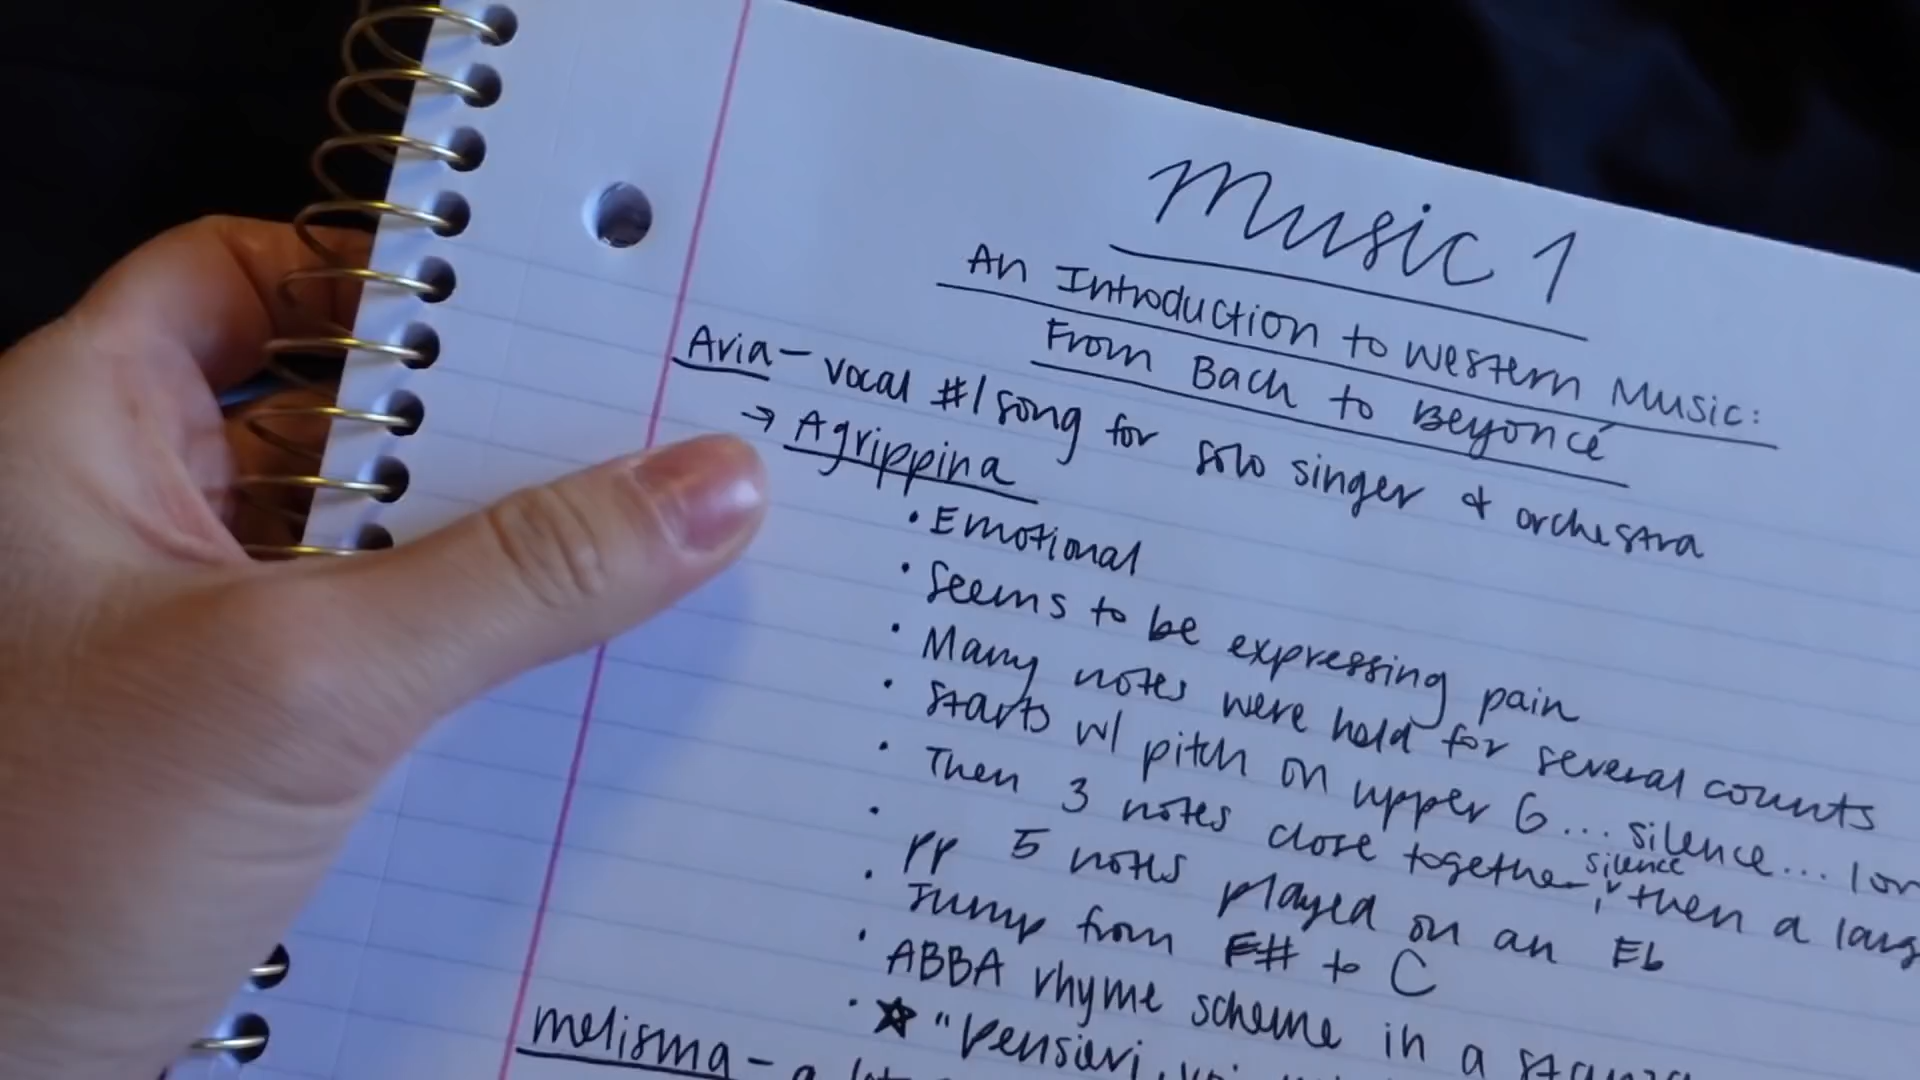 Music 1
An Introduction to Western Music:
From Bach to Beyoncé
Aria - vocal #/song for solo singer & orchestra
→ Agrippina
• Emotional
• Seems to be expressing pain
• Many notes were held for several counts
• Starts w/ pitch on upper G... silence...
• Then 3 notes close together, silence then a
• PP 5 notes played on an Eb
• Jump from F# to C
• ABBA rhyme scheme in a
• ★ "Pensieri, voi
melisma - a